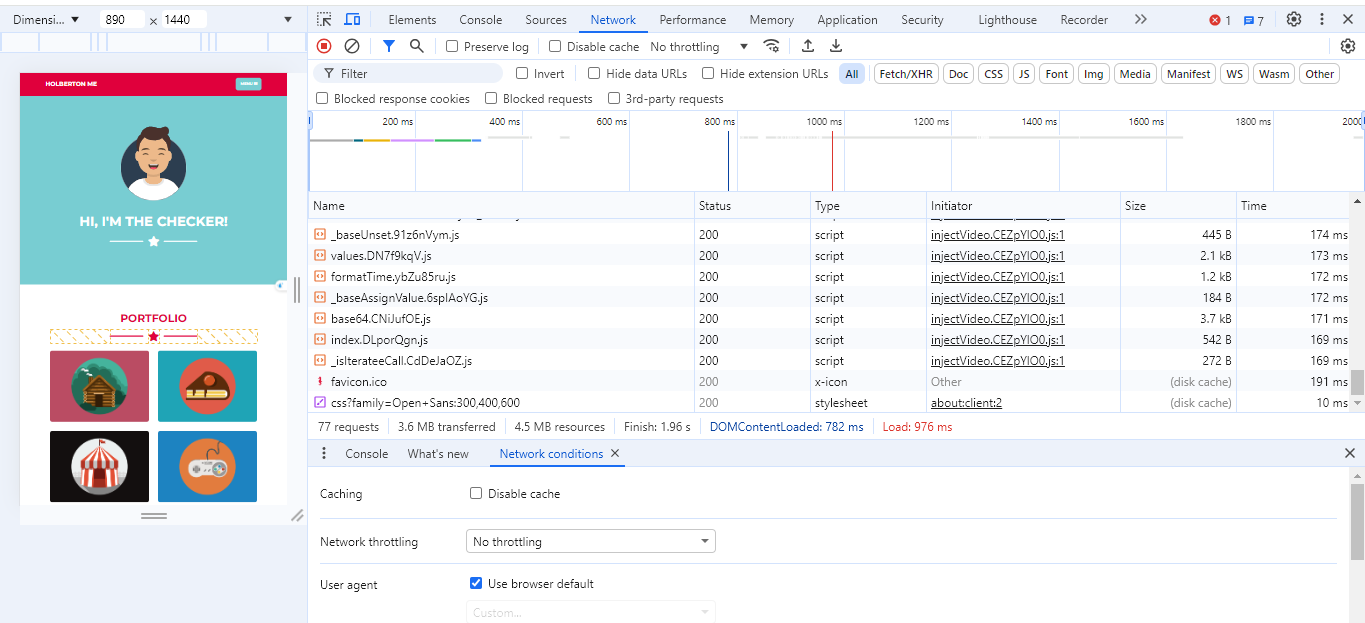 Dimensi... 890 × 1440
Elements Console Sources Network Performance Memory Application Security Lighthouse Recorder 1 7
Preserve log Disable cache No throttling
Filter Invert Hide data URLs Hide extension URLs All Fetch/XHR Doc CSS JS Font Img Media Manifest WS Wasm Other
Blocked response cookies Blocked requests 3rd-party requests
200 ms 400 ms 600 ms 800 ms 1000 ms 1200 ms 1400 ms 1600 ms 1800 ms 2000
HOLBERTON ME
HI, I'M THE CHECKER!
PORTFOLIO
Name Status Type Initiator Size Time
_baseUnset.91z6nVym.js 200 script injectVideo.CEZpYIO0.js:1 445 B 174 ms
values.DN7f9kqV.js 200 script injectVideo.CEZpYIO0.js:1 2.1 kB 173 ms
formatTime.ybZu85ru.js 200 script injectVideo.CEZpYIO0.js:1 1.2 kB 172 ms
_baseAssignValue.6splAoYG.js 200 script injectVideo.CEZpYIO0.js:1 184 B 172 ms
base64.CNiJufOE.js 200 script injectVideo.CEZpYIO0.js:1 3.7 kB 171 ms
index.DLporQgn.js 200 script injectVideo.CEZpYIO0.js:1 542 B 169 ms
_isIterateeCall.CdDeJaOZ.js 200 script injectVideo.CEZpYIO0.js:1 272 B 169 ms
favicon.ico 200 x-icon Other (disk cache) 191 ms
css?family=Open+Sans:300,400,600 200 stylesheet about:client:2 (disk cache) 10 ms
77 requests 3.6 MB transferred 4.5 MB resources Finish: 1.96 s DOMContentLoaded: 782 ms Load: 976 ms
Console What's new Network conditions
Caching Disable cache
Network throttling No throttling
User agent Use browser default
Custom...